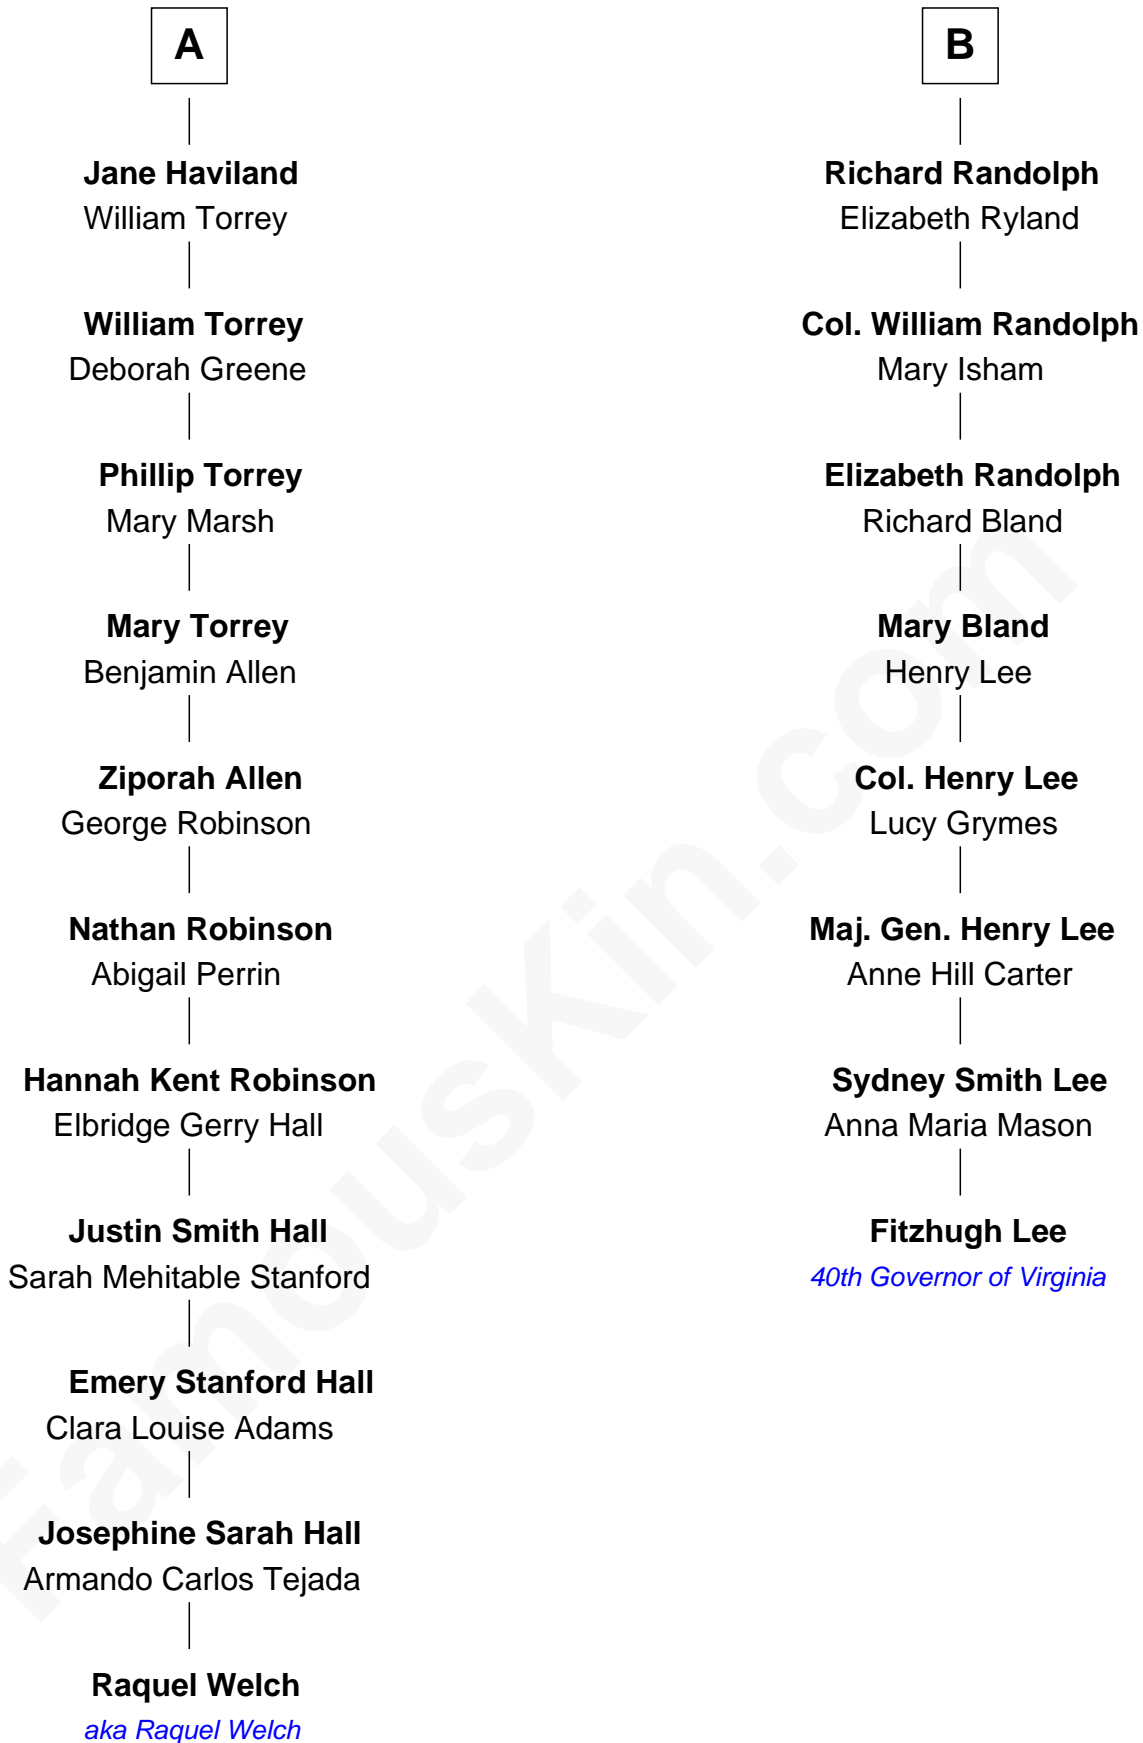 A
Jane Haviland
William Torrey
William Torrey
Deborah Greene
Phillip Torrey
Mary Marsh
Mary Torrey
Benjamin Allen
Ziporah Allen
George Robinson
Nathan Robinson
Abigail Perrin
Hannah Kent Robinson
Elbridge Gerry Hall
Justin Smith Hall
Sarah Mehitable Stanford
Emery Stanford Hall
Clara Louise Adams
Josephine Sarah Hall
Armando Carlos Tejada
Raquel Welch
aka Raquel Welch
B
Richard Randolph
Elizabeth Ryland
Col. William Randolph
Mary Isham
Elizabeth Randolph
Richard Bland
Mary Bland
Henry Lee
Col. Henry Lee
Lucy Grymes
Maj. Gen. Henry Lee
Anne Hill Carter
Sydney Smith Lee
Anna Maria Mason
Fitzhugh Lee
40th Governor of Virginia
FamousKin.com